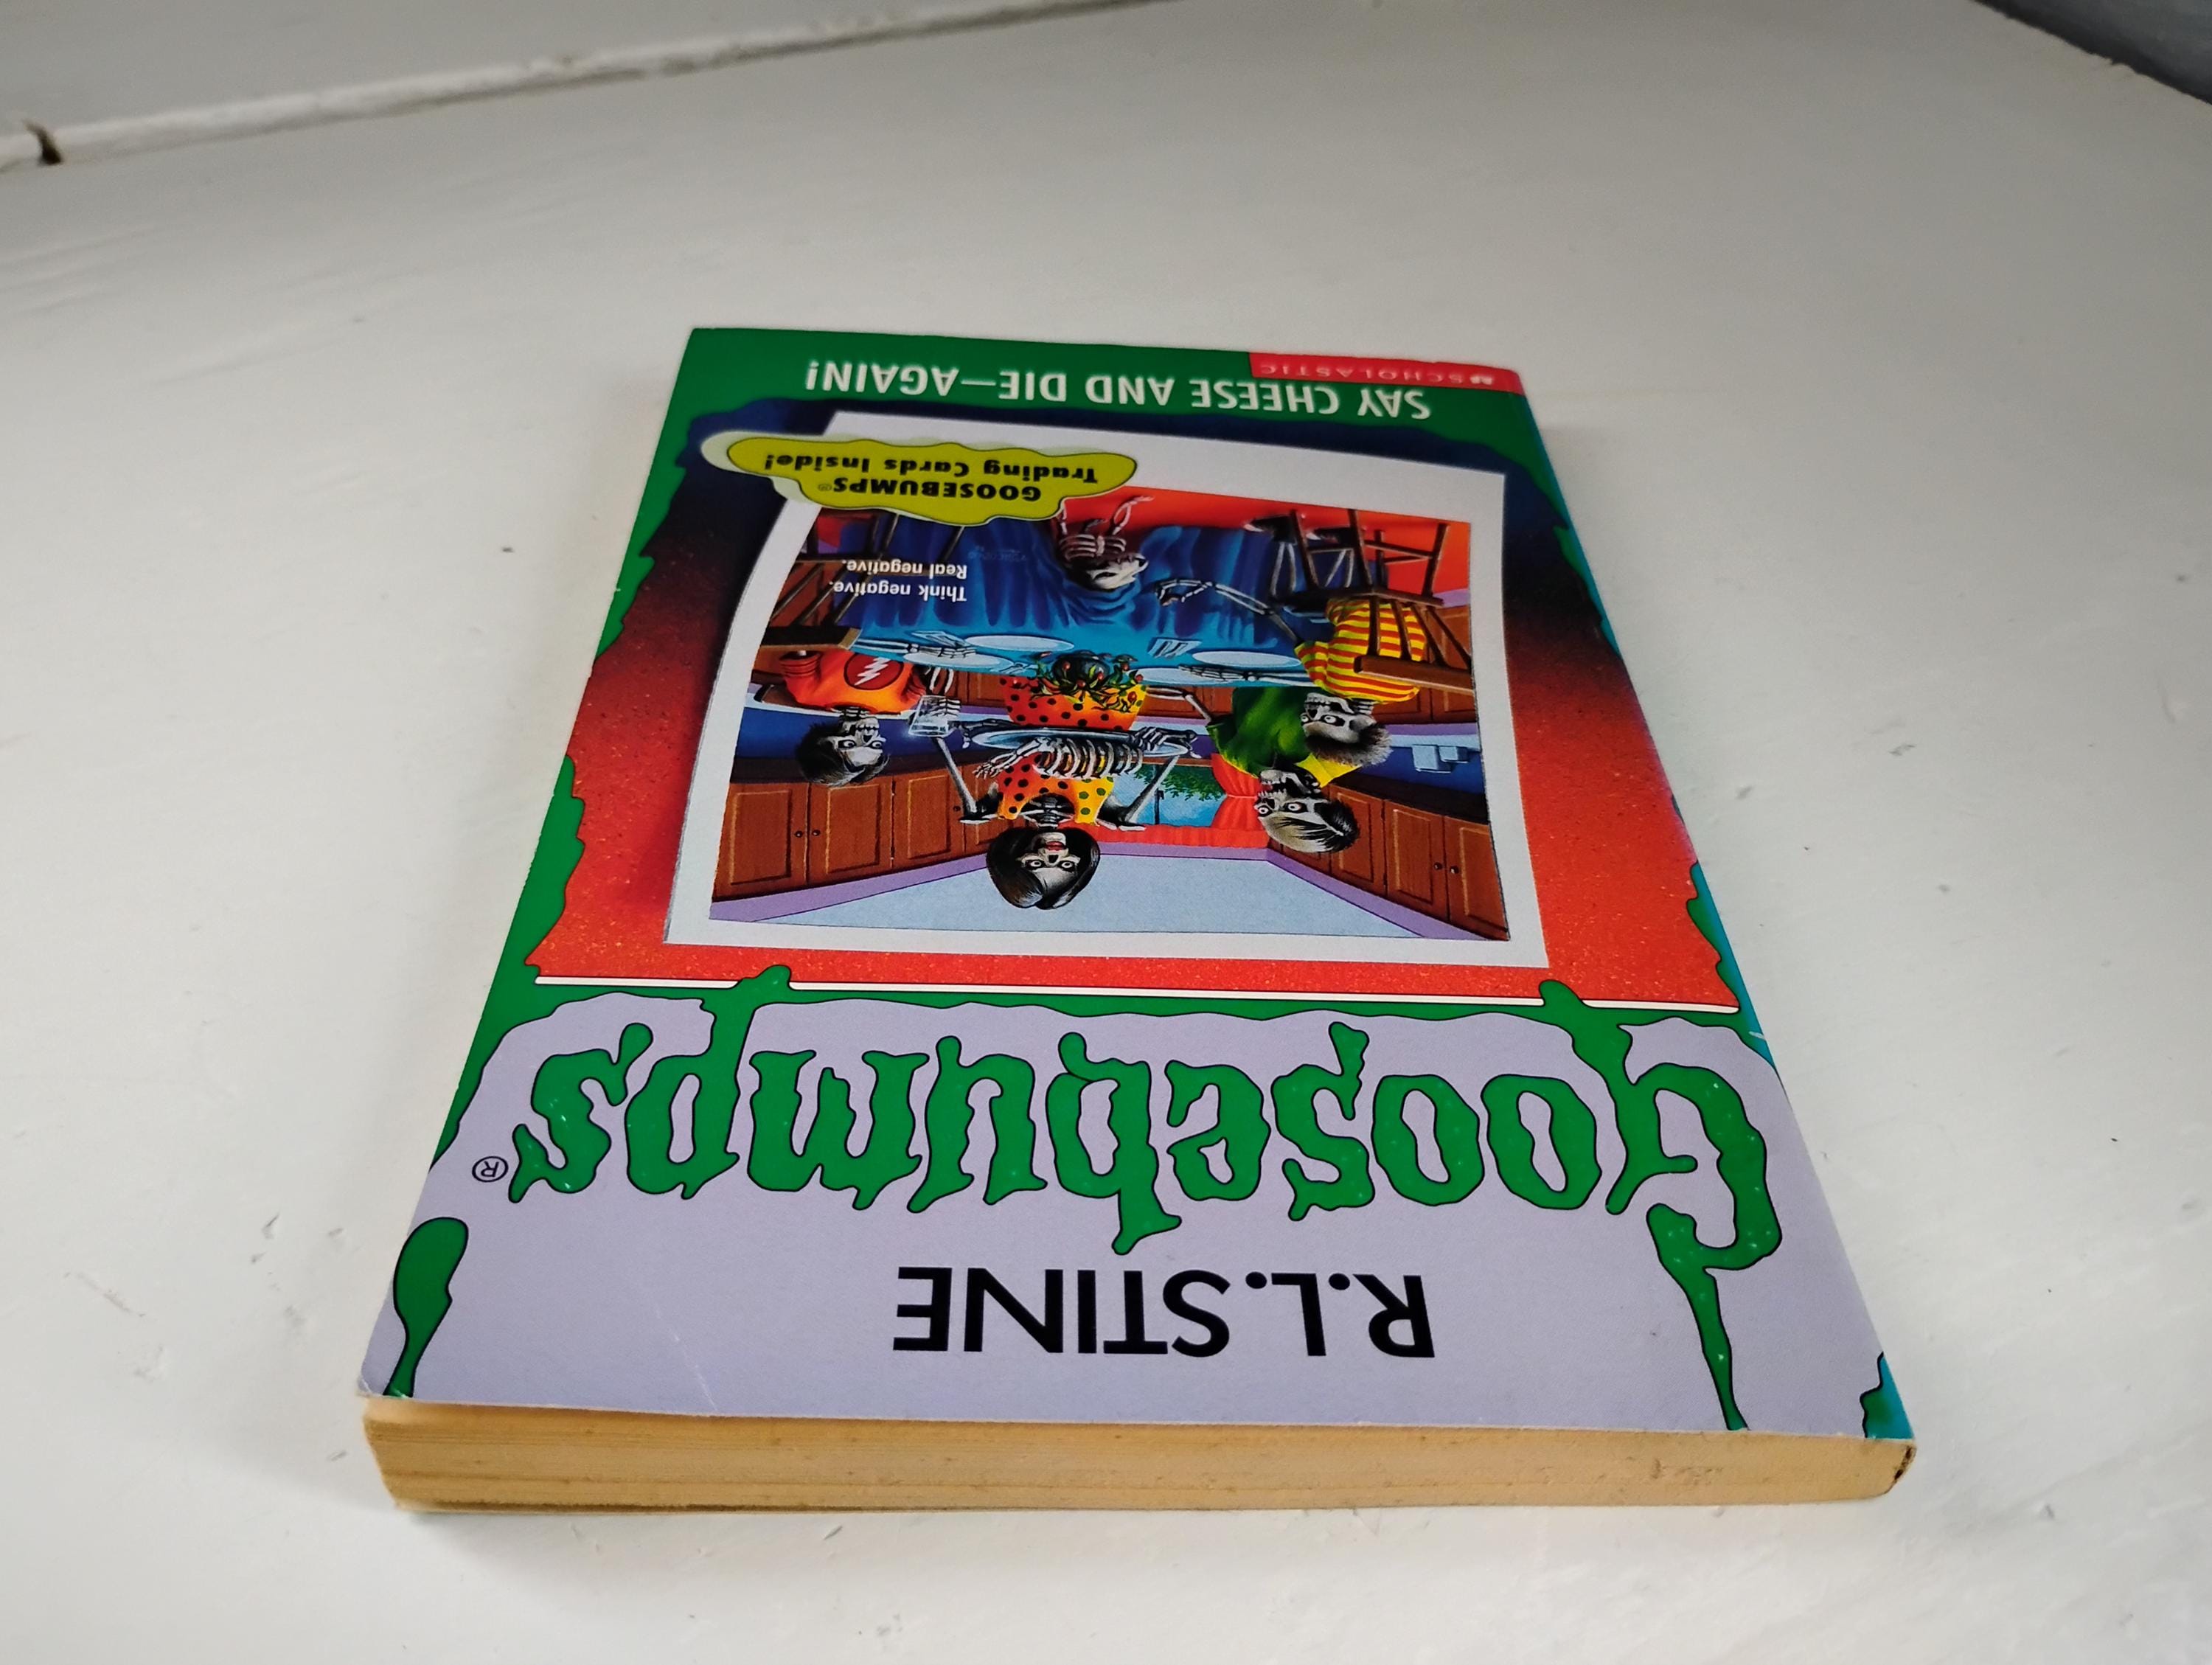 R.L. STINE
Goosebumps®
Think negative.
Real negative.
GOOSEBUMPS®
Trading Cards Inside!
SAY CHEESE AND DIE—AGAIN!
SCHOLASTIC